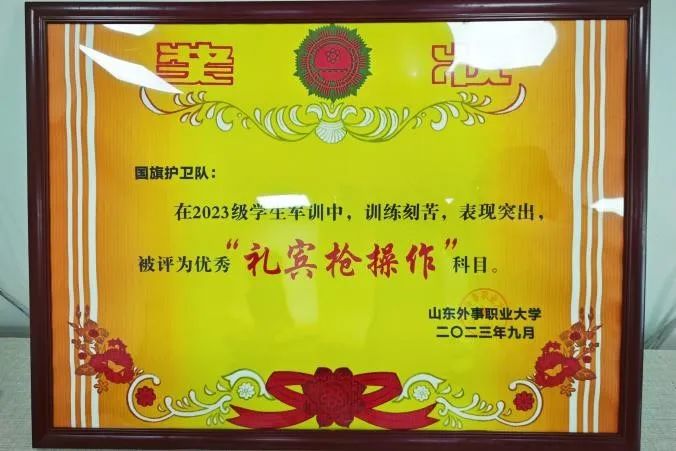 奖 状
国旗护卫队：
在2023级学生军训中，训练刻苦，表现突出，
被评为优秀“礼宾枪操作”科目。
山东外事职业大学
二〇二三年九月